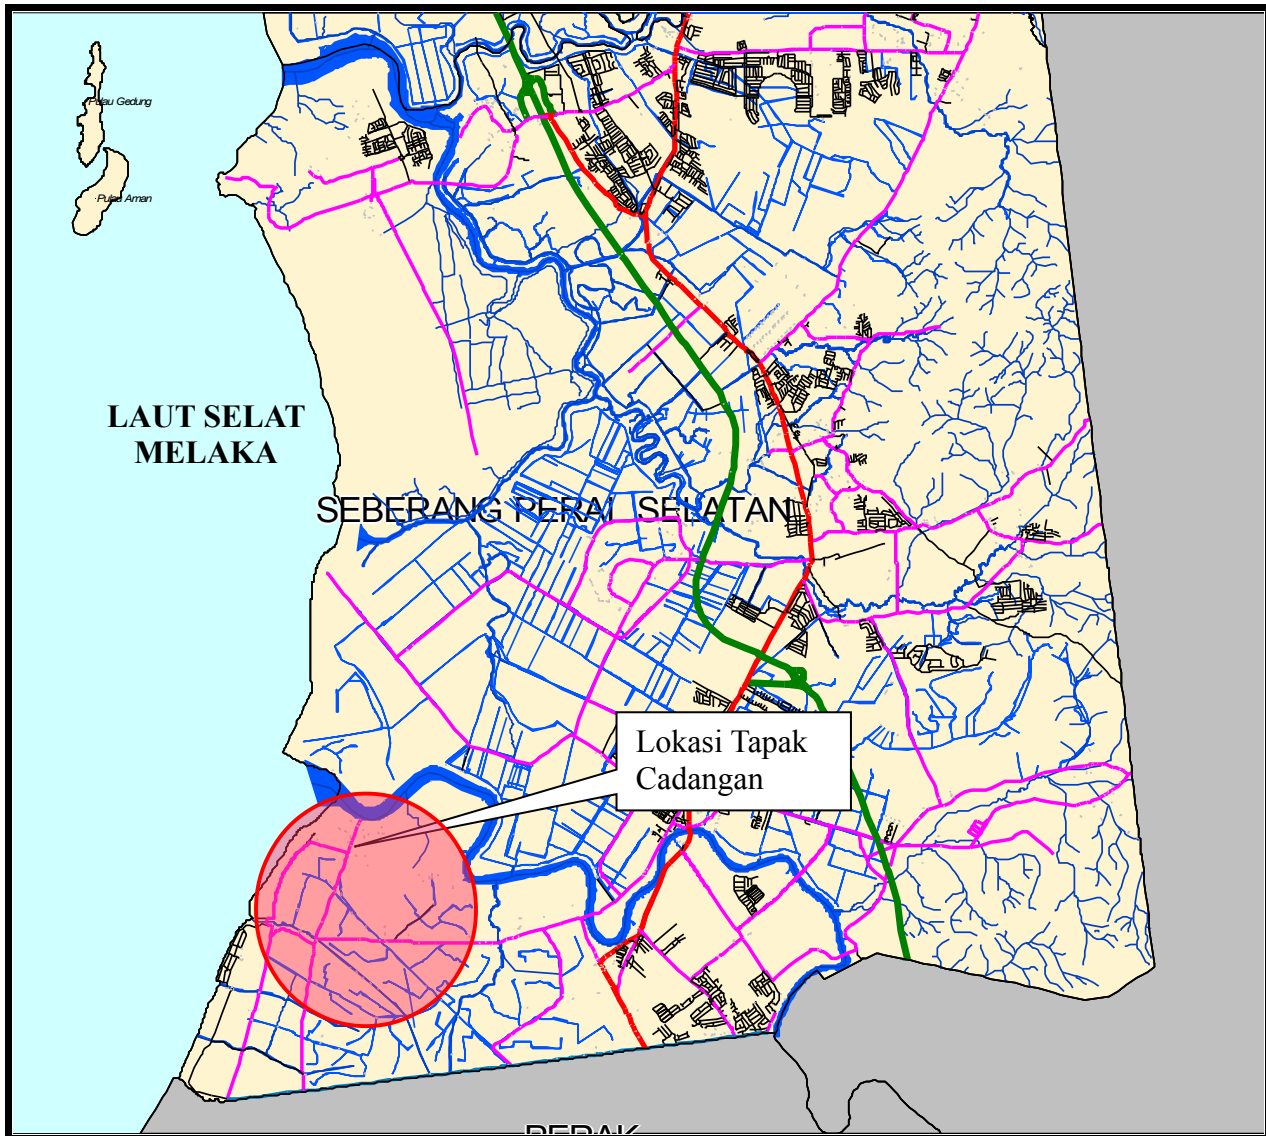 Pulau Gedung
Pulau Aman
LAUT SELAT
MELAKA
SEBERANG PERAI SELATAN
Lokasi Tapak
Cadangan
PERAK